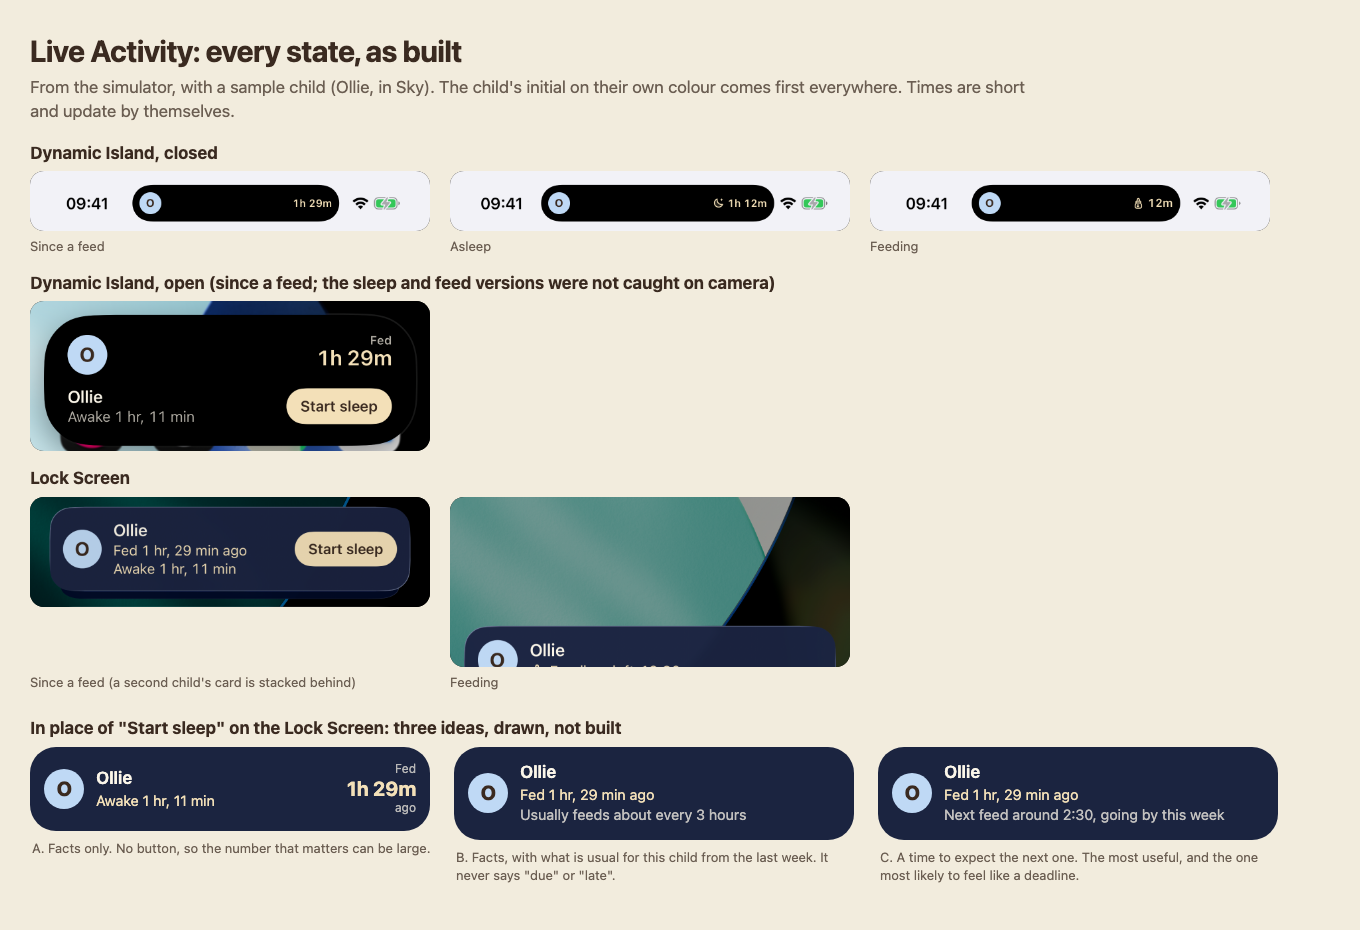 Live Activity: every state, as built
From the simulator, with a sample child (Ollie, in Sky). The child's initial on their own colour comes first everywhere. Times are short
and update by themselves.
Dynamic Island, closed
09:41 O 1h 29m
09:41 O 1h 12m
09:41 O 12m
Since a feed
Asleep
Feeding
Dynamic Island, open (since a feed; the sleep and feed versions were not caught on camera)
O
Fed
1h 29m
Ollie
Awake 1 hr, 11 min
Start sleep
Lock Screen
O
Ollie
Fed 1 hr, 29 min ago
Awake 1 hr, 11 min
Start sleep
O
Ollie
Since a feed (a second child's card is stacked behind)
Feeding
In place of "Start sleep" on the Lock Screen: three ideas, drawn, not built
O
Ollie
Awake 1 hr, 11 min
Fed
1h 29m
ago
A. Facts only. No button, so the number that matters can be large.
O
Ollie
Fed 1 hr, 29 min ago
Usually feeds about every 3 hours
B. Facts, with what is usual for this child from the last week. It
never says "due" or "late".
O
Ollie
Fed 1 hr, 29 min ago
Next feed around 2:30, going by this week
C. A time to expect the next one. The most useful, and the one
most likely to feel like a deadline.